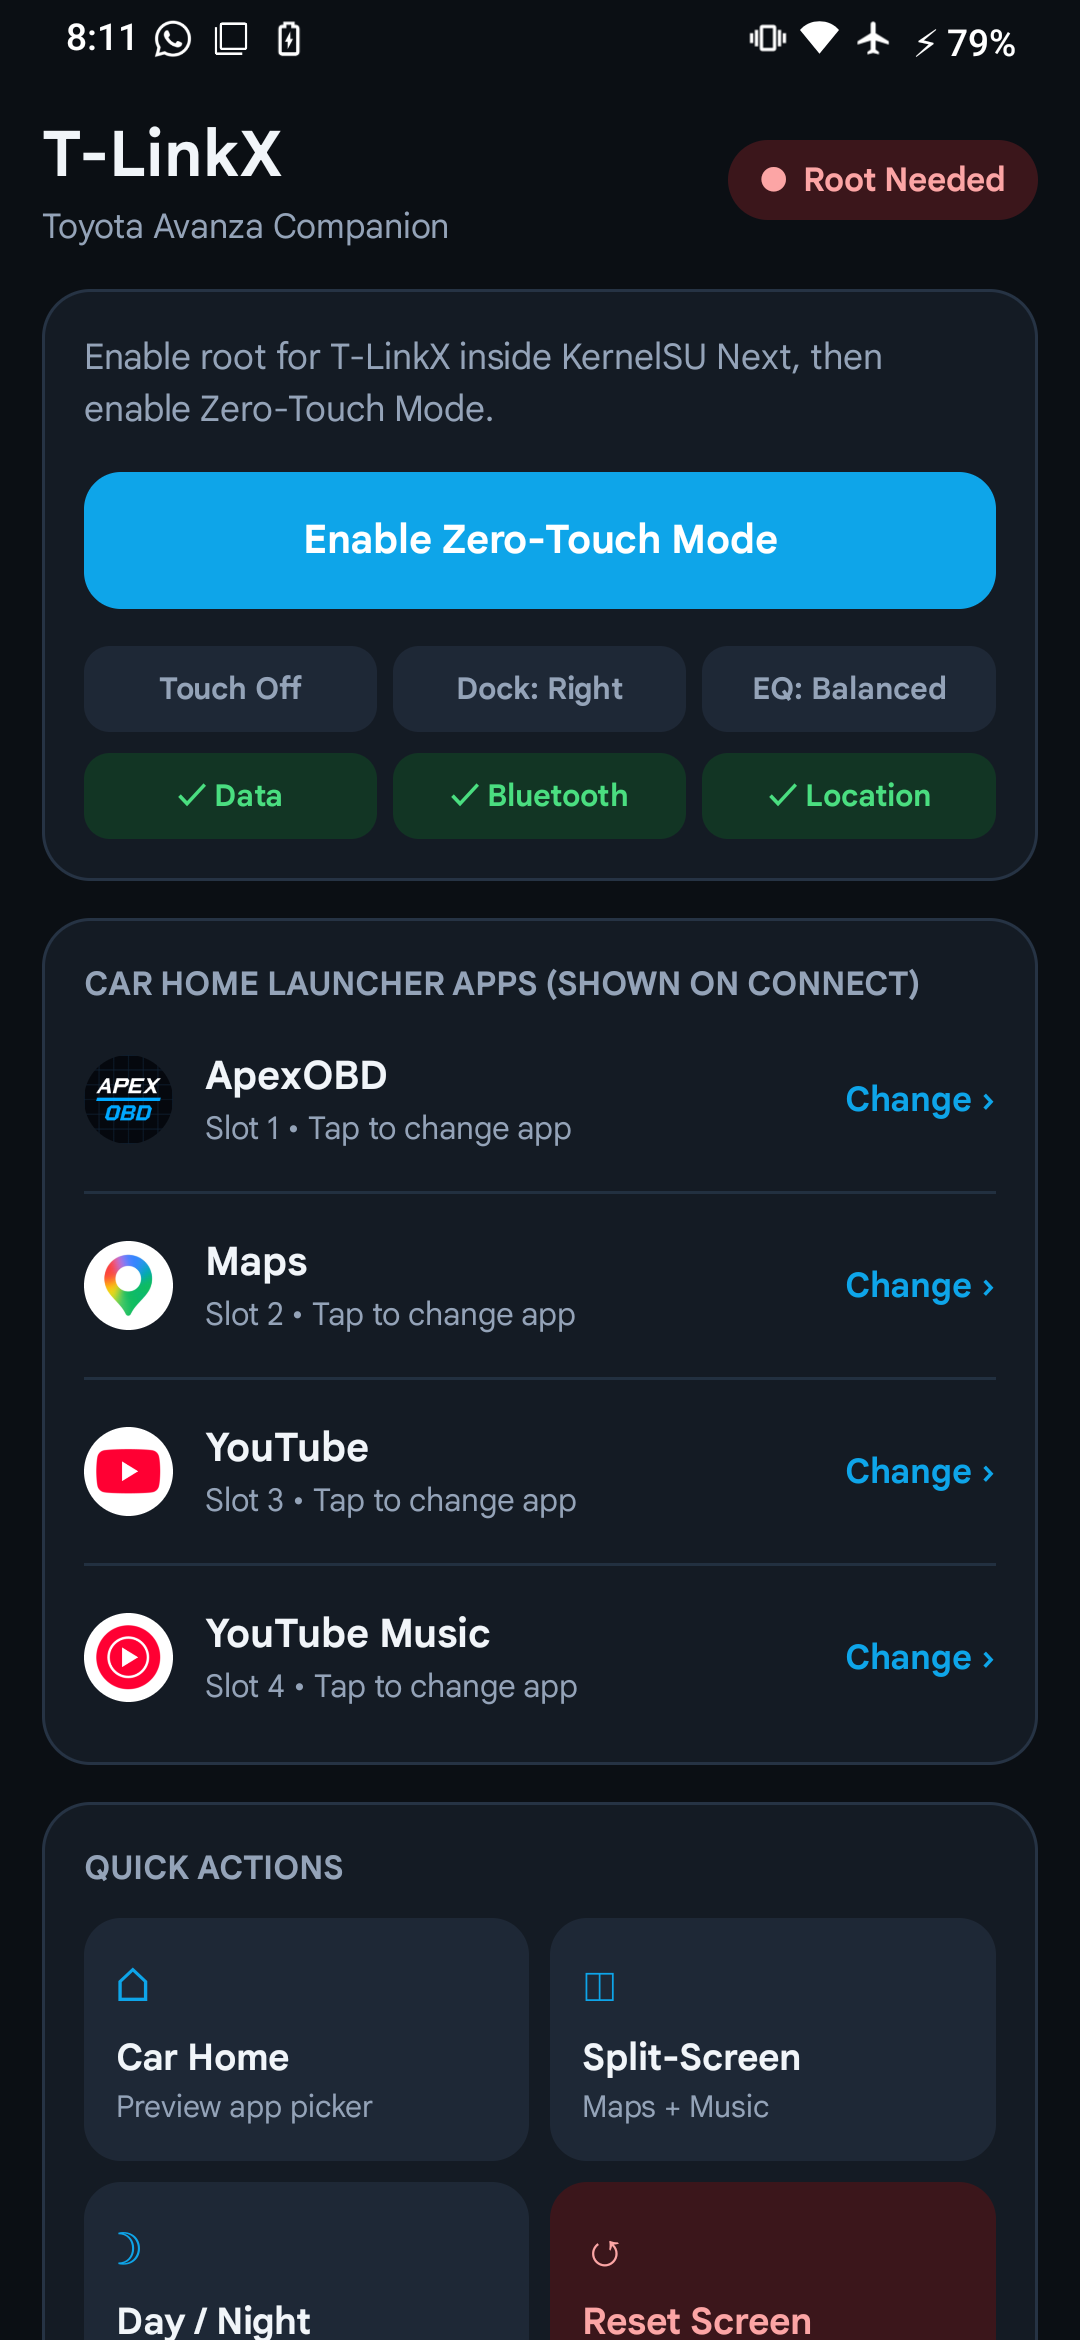 8:11
79%
T-LinkX
Root Needed
Toyota Avanza Companion
Enable root for T-LinkX inside KernelSU Next, then
enable Zero-Touch Mode.
Enable Zero-Touch Mode
Touch Off
Dock: Right
EQ: Balanced
✓ Data
✓ Bluetooth
✓ Location
CAR HOME LAUNCHER APPS (SHOWN ON CONNECT)
APEX
OBD
ApexOBD
Slot 1 • Tap to change app
Change ›
Maps
Slot 2 • Tap to change app
Change ›
YouTube
Slot 3 • Tap to change app
Change ›
YouTube Music
Slot 4 • Tap to change app
Change ›
QUICK ACTIONS
Car Home
Preview app picker
Split-Screen
Maps + Music
Day / Night
Reset Screen